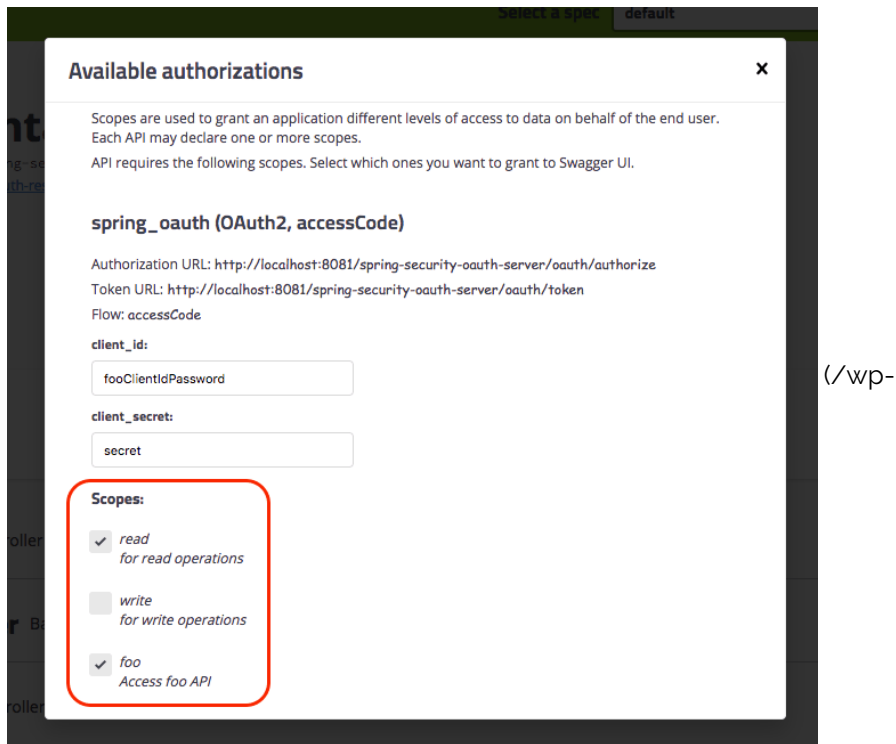 Select a spec default
Available authorizations
Scopes are used to grant an application different levels of access to data on behalf of the end user.
Each API may declare one or more scopes.
API requires the following scopes. Select which ones you want to grant to Swagger UI.
spring_oauth (OAuth2, accessCode)
Authorization URL: http://localhost:8081/spring-security-oauth-server/oauth/authorize
Token URL: http://localhost:8081/spring-security-oauth-server/oauth/token
Flow: accessCode
client_id:
fooClientIdPassword
(/wp-
client_secret:
secret
Scopes:
read
for read operations
write
for write operations
foo
Access foo API